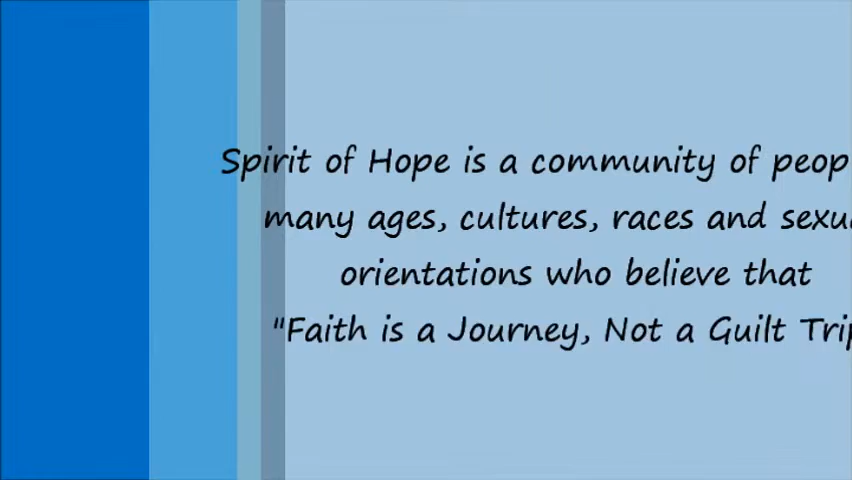 Spirit of Hope is a community of peop
many ages, cultures, races and sexu
orientations who believe that
"Faith is a Journey, Not a Guilt Trip